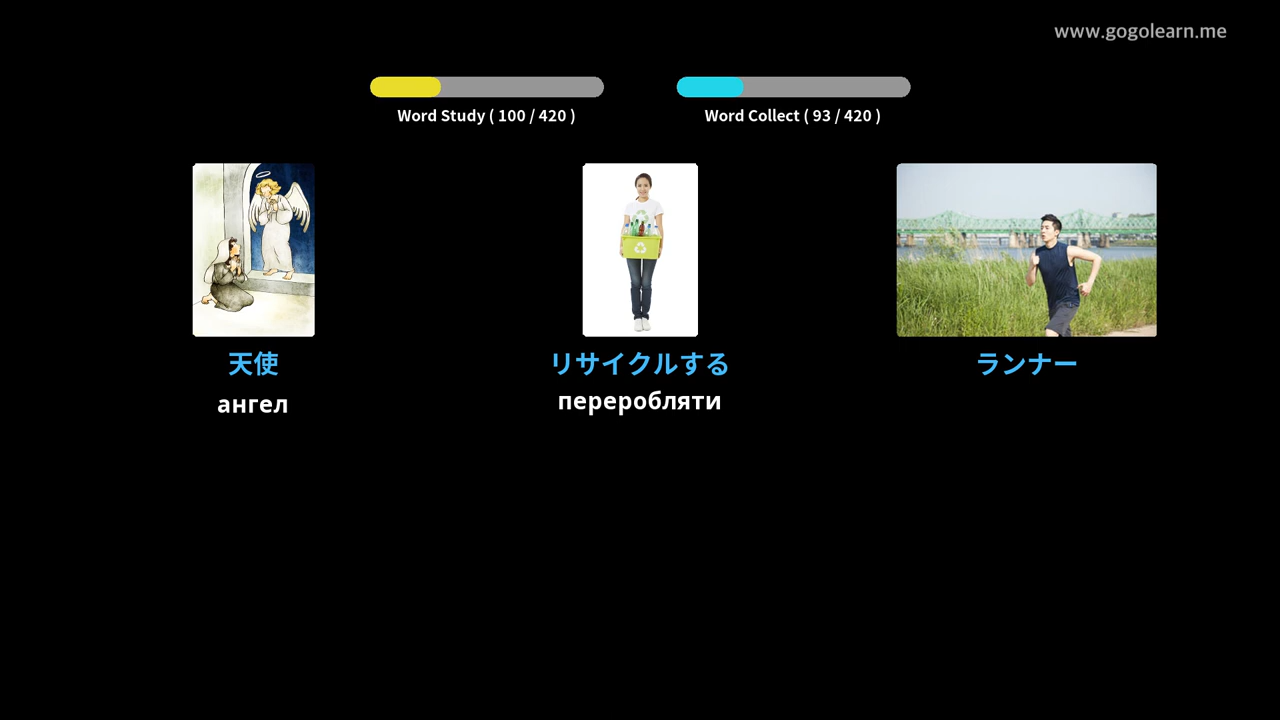 www.gogolearn.me
Word Study ( 100 / 420 )
Word Collect ( 93 / 420 )
天使
リサイクルする
ランナー
ангел
переробляти